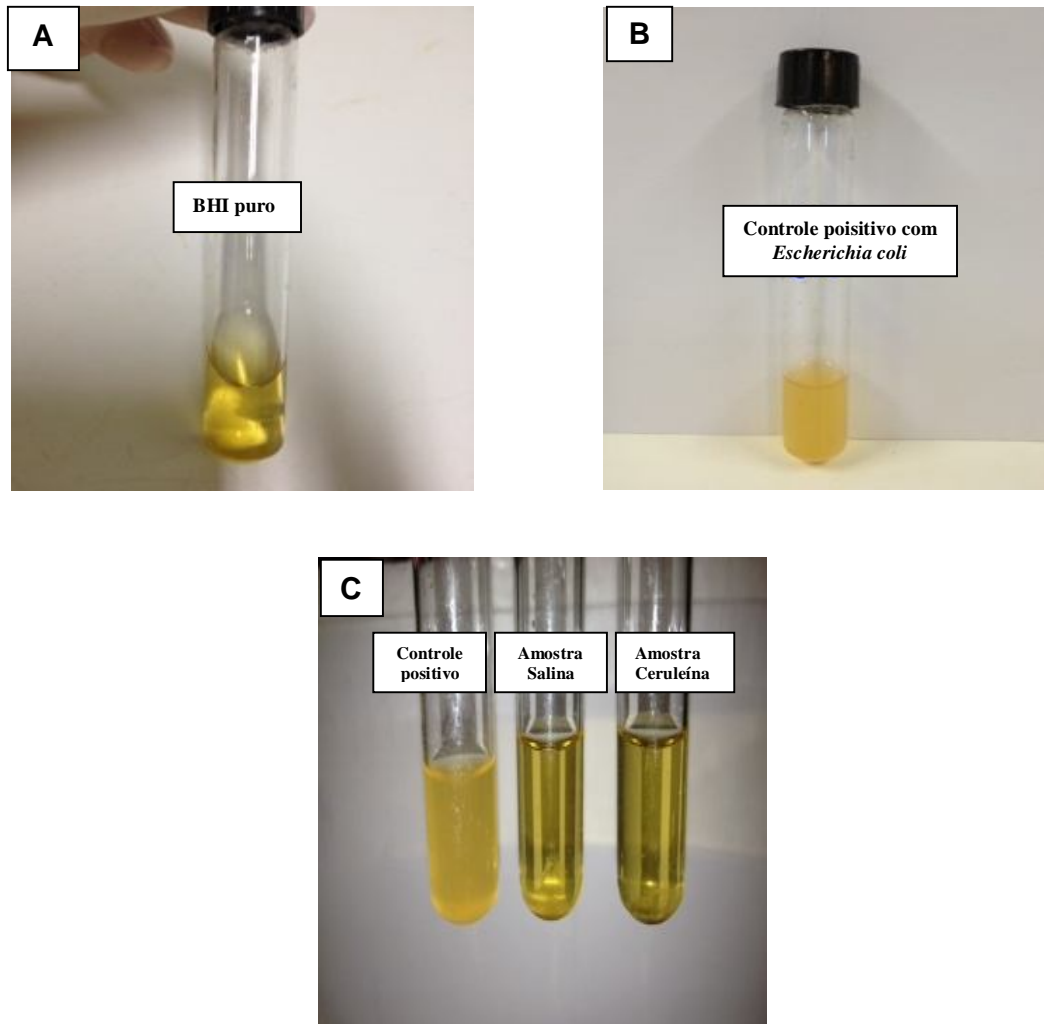 A
BHI puro
B
Controle poisitivo com
Escherichia coli
C
Controle
positivo
Amostra
Salina
Amostra
Ceruleína